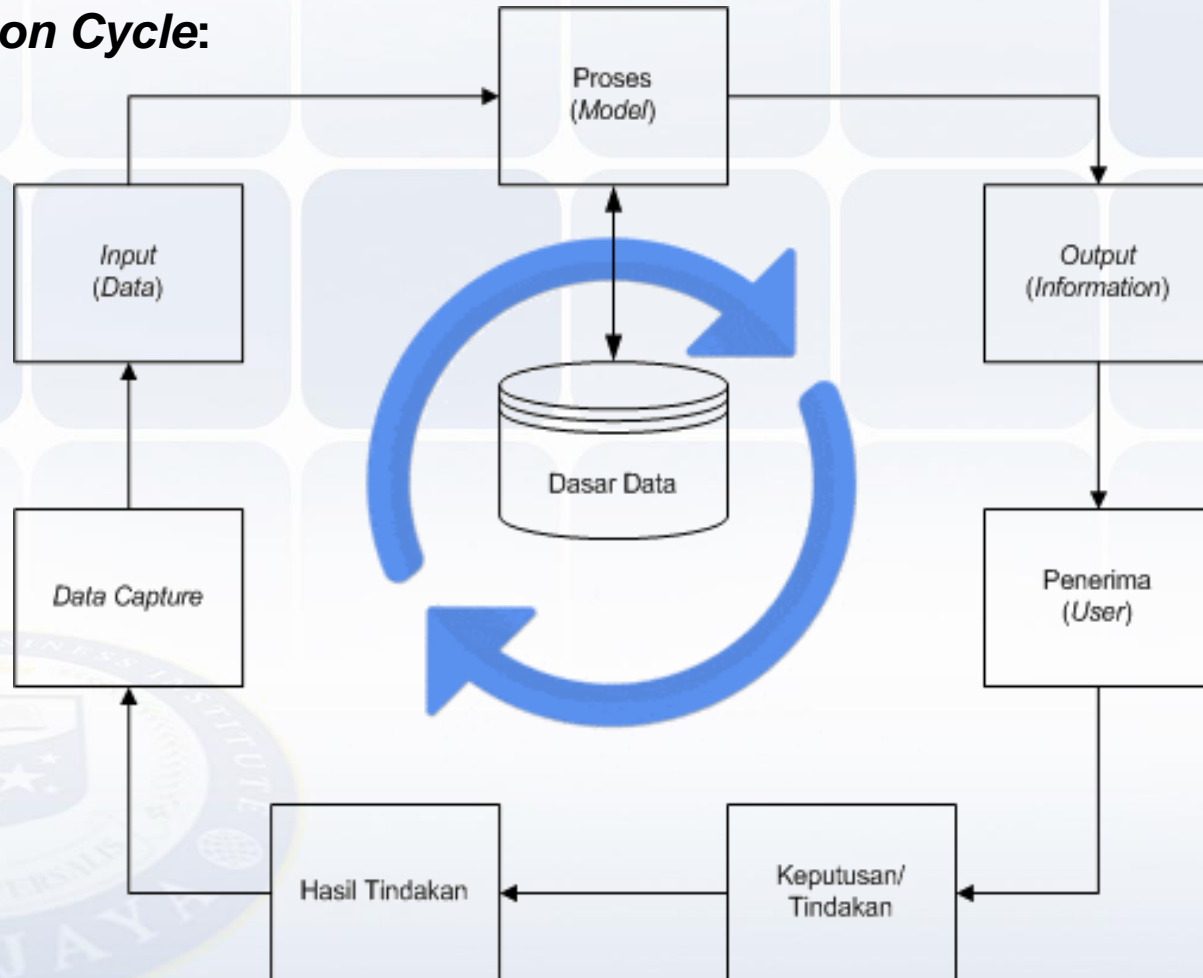 on Cycle:
Proses
(Model)
Input
(Data)
Output
(Information)
Dasar Data
Data Capture
Penerima
(User)
Hasil Tindakan
Keputusan/
Tindakan